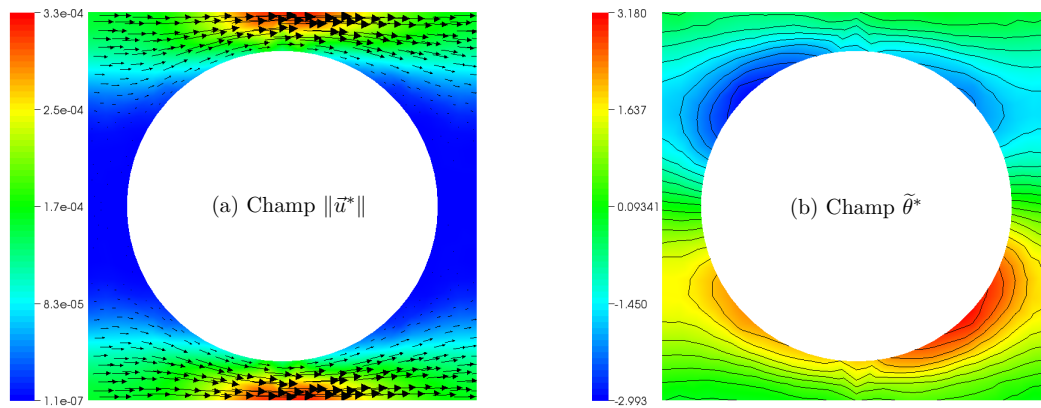 3.3e-04
2.5e-04
1.7e-04
8.3e-05
1.1e-07
(a) Champ ‖u⃗*‖
3.180
1.637
0.09341
-1.450
-2.993
(b) Champ θ̃*